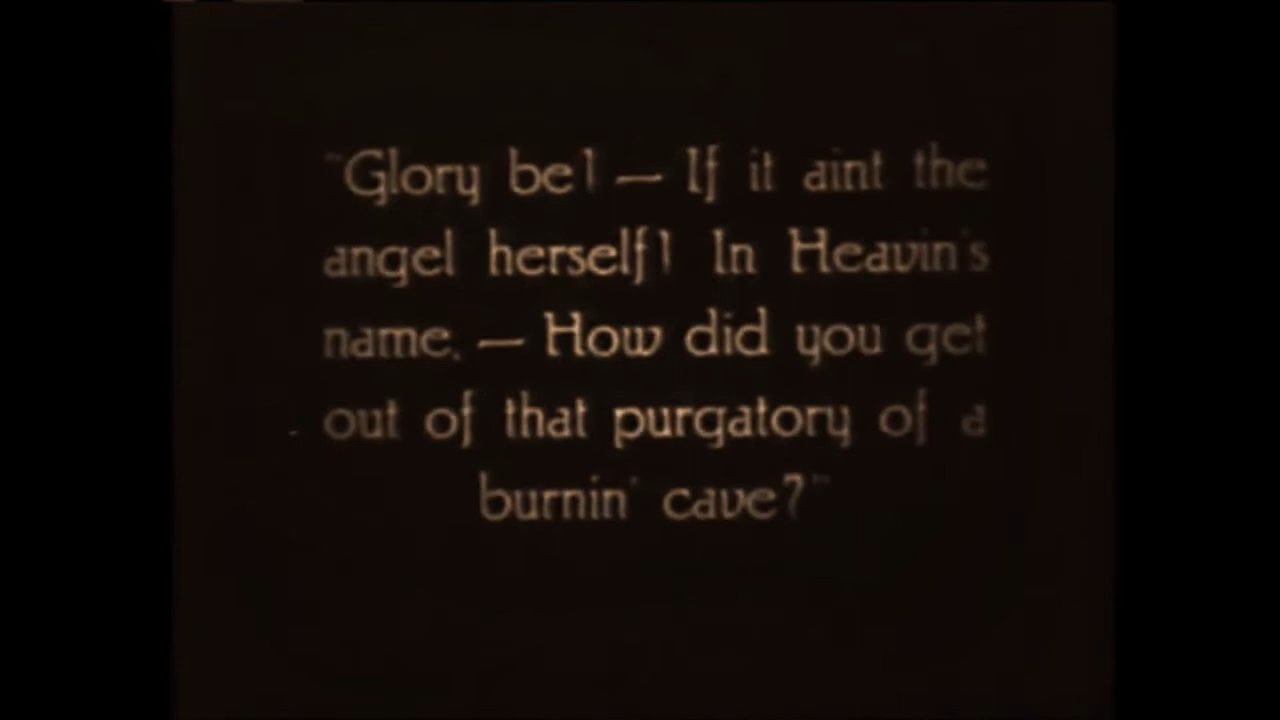 "Glory be! — If it aint the
angel herself! In Heavin's
name, — How did you get
out of that purgatory of a
burnin' cave?"